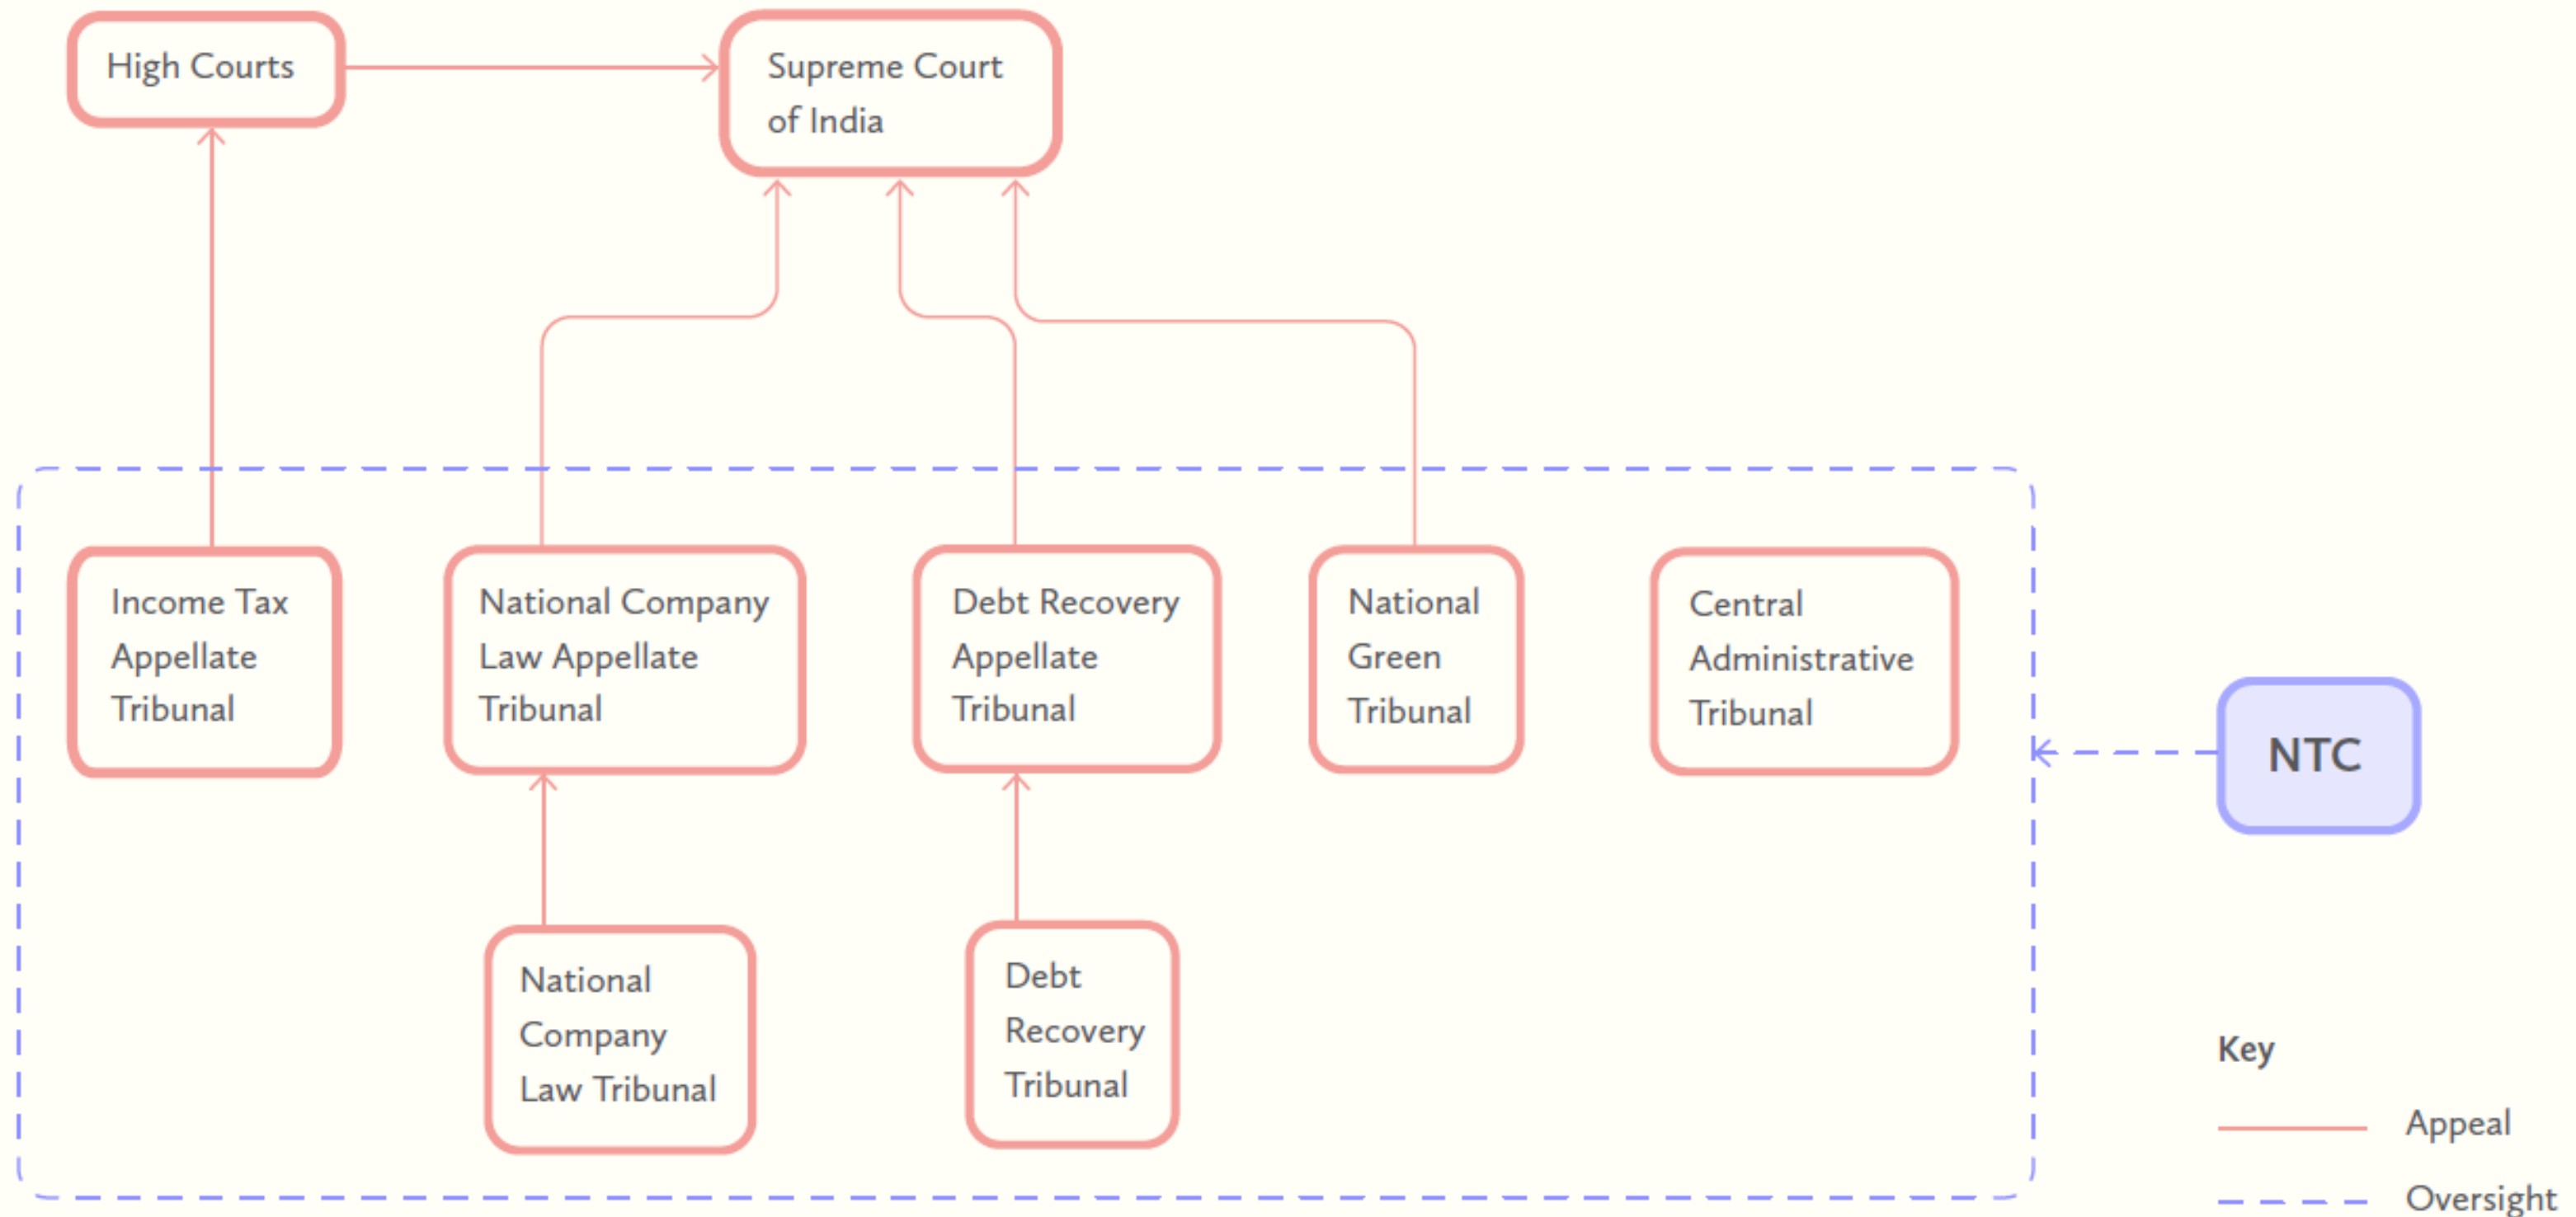 High Courts
Supreme Court
of India
Income Tax
Appellate
Tribunal
National Company
Law Appellate
Tribunal
Debt Recovery
Appellate
Tribunal
National
Green
Tribunal
Central
Administrative
Tribunal
NTC
National
Company
Law Tribunal
Debt
Recovery
Tribunal
Key
Appeal
Oversight